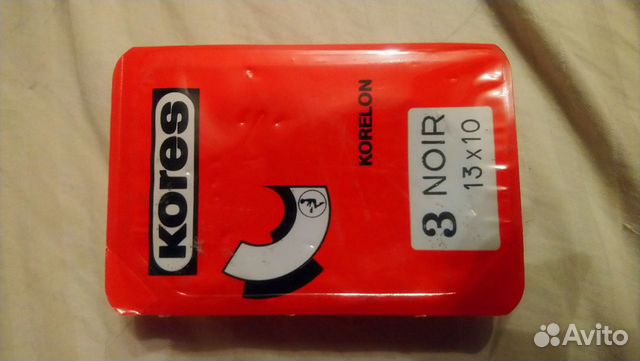 Kores
KORELON
3 NOIR
13 x 10
Avito